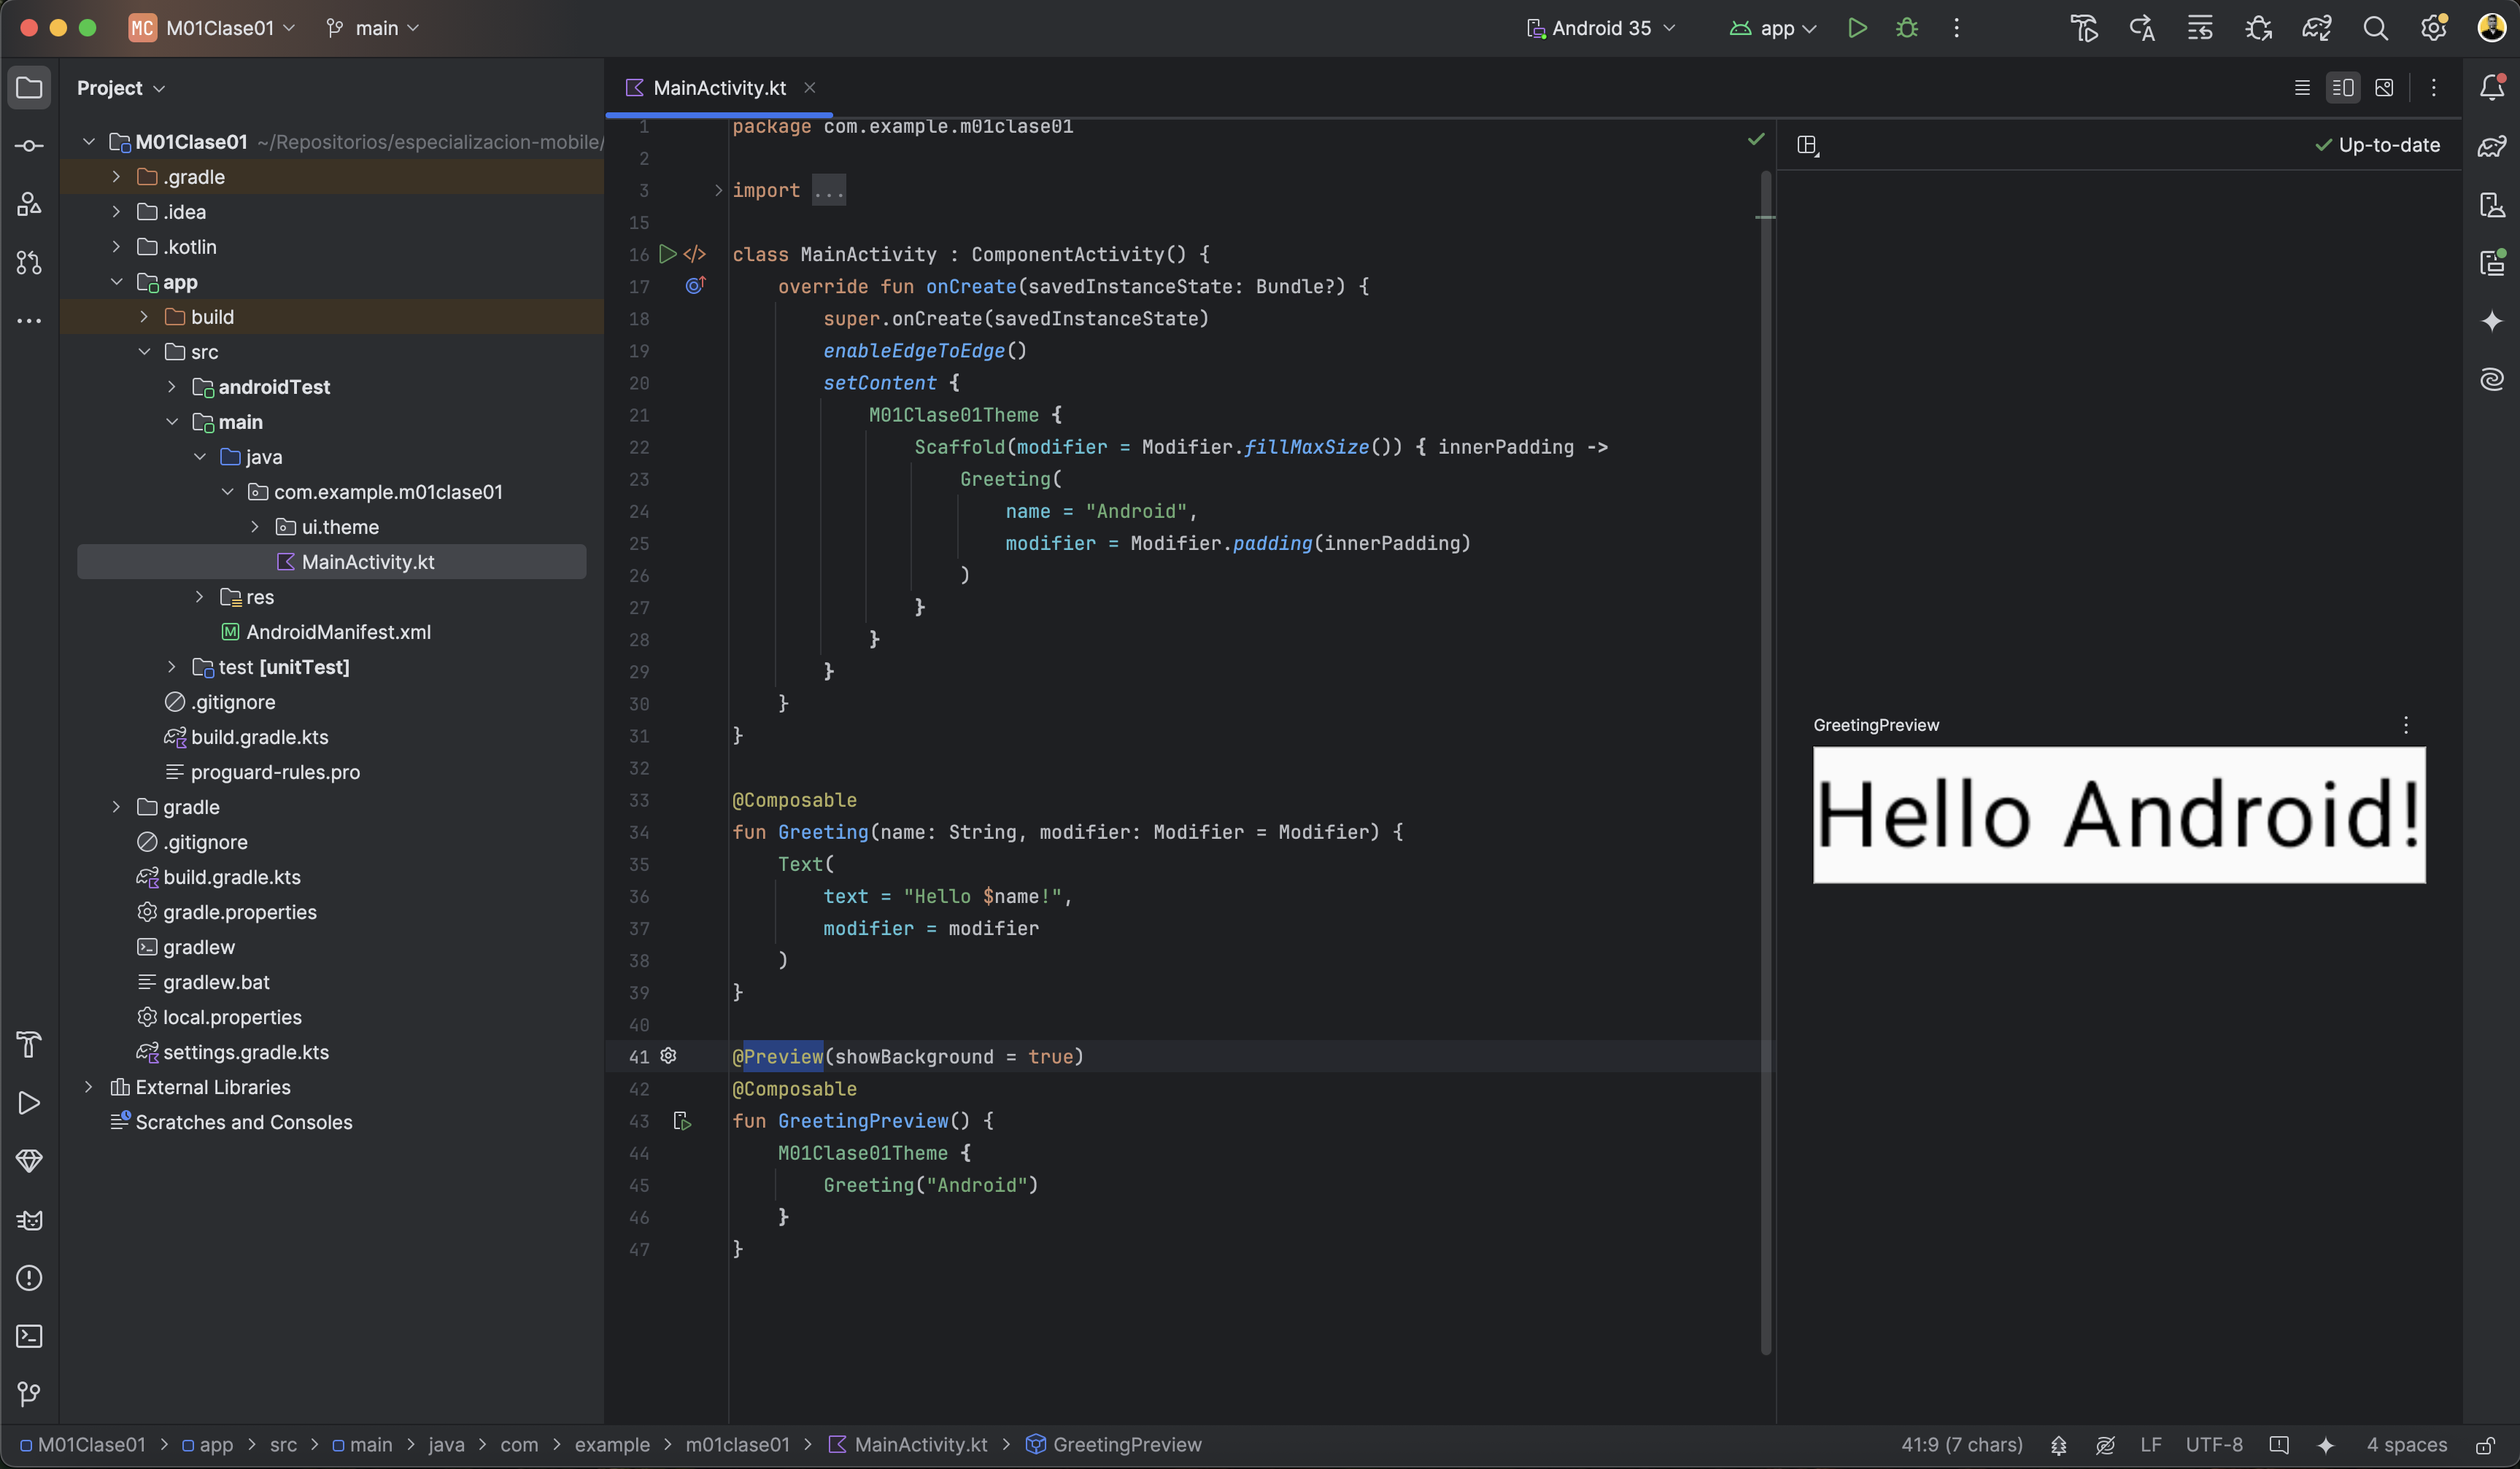 MC M01Clase01 main Android 35 app
Project
M01Clase01 ~/Repositorios/especializacion-mobile/
.gradle
.idea
.kotlin
app
build
src
androidTest
main
java
com.example.m01clase01
ui.theme
MainActivity.kt
res
AndroidManifest.xml
test [unitTest]
.gitignore
build.gradle.kts
proguard-rules.pro
gradle
.gitignore
build.gradle.kts
gradle.properties
gradlew
gradlew.bat
local.properties
settings.gradle.kts
External Libraries
Scratches and Consoles
MainActivity.kt
1 package com.example.m01clase01
2
3 import ...
15
16 class MainActivity : ComponentActivity() {
17 override fun onCreate(savedInstanceState: Bundle?) {
18 super.onCreate(savedInstanceState)
19 enableEdgeToEdge()
20 setContent {
21 M01Clase01Theme {
22 Scaffold(modifier = Modifier.fillMaxSize()) { innerPadding ->
23 Greeting(
24 name = "Android",
25 modifier = Modifier.padding(innerPadding)
26 )
27 }
28 }
29 }
30 }
31 }
32
33 @Composable
34 fun Greeting(name: String, modifier: Modifier = Modifier) {
35 Text(
36 text = "Hello $name!",
37 modifier = modifier
38 )
39 }
40
41 @Preview(showBackground = true)
42 @Composable
43 fun GreetingPreview() {
44 M01Clase01Theme {
45 Greeting("Android")
46 }
47 }
Up-to-date
GreetingPreview
Hello Android!
M01Clase01 > app > src > main > java > com > example > m01clase01 > MainActivity.kt > GreetingPreview
41:9 (7 chars) LF UTF-8 4 spaces